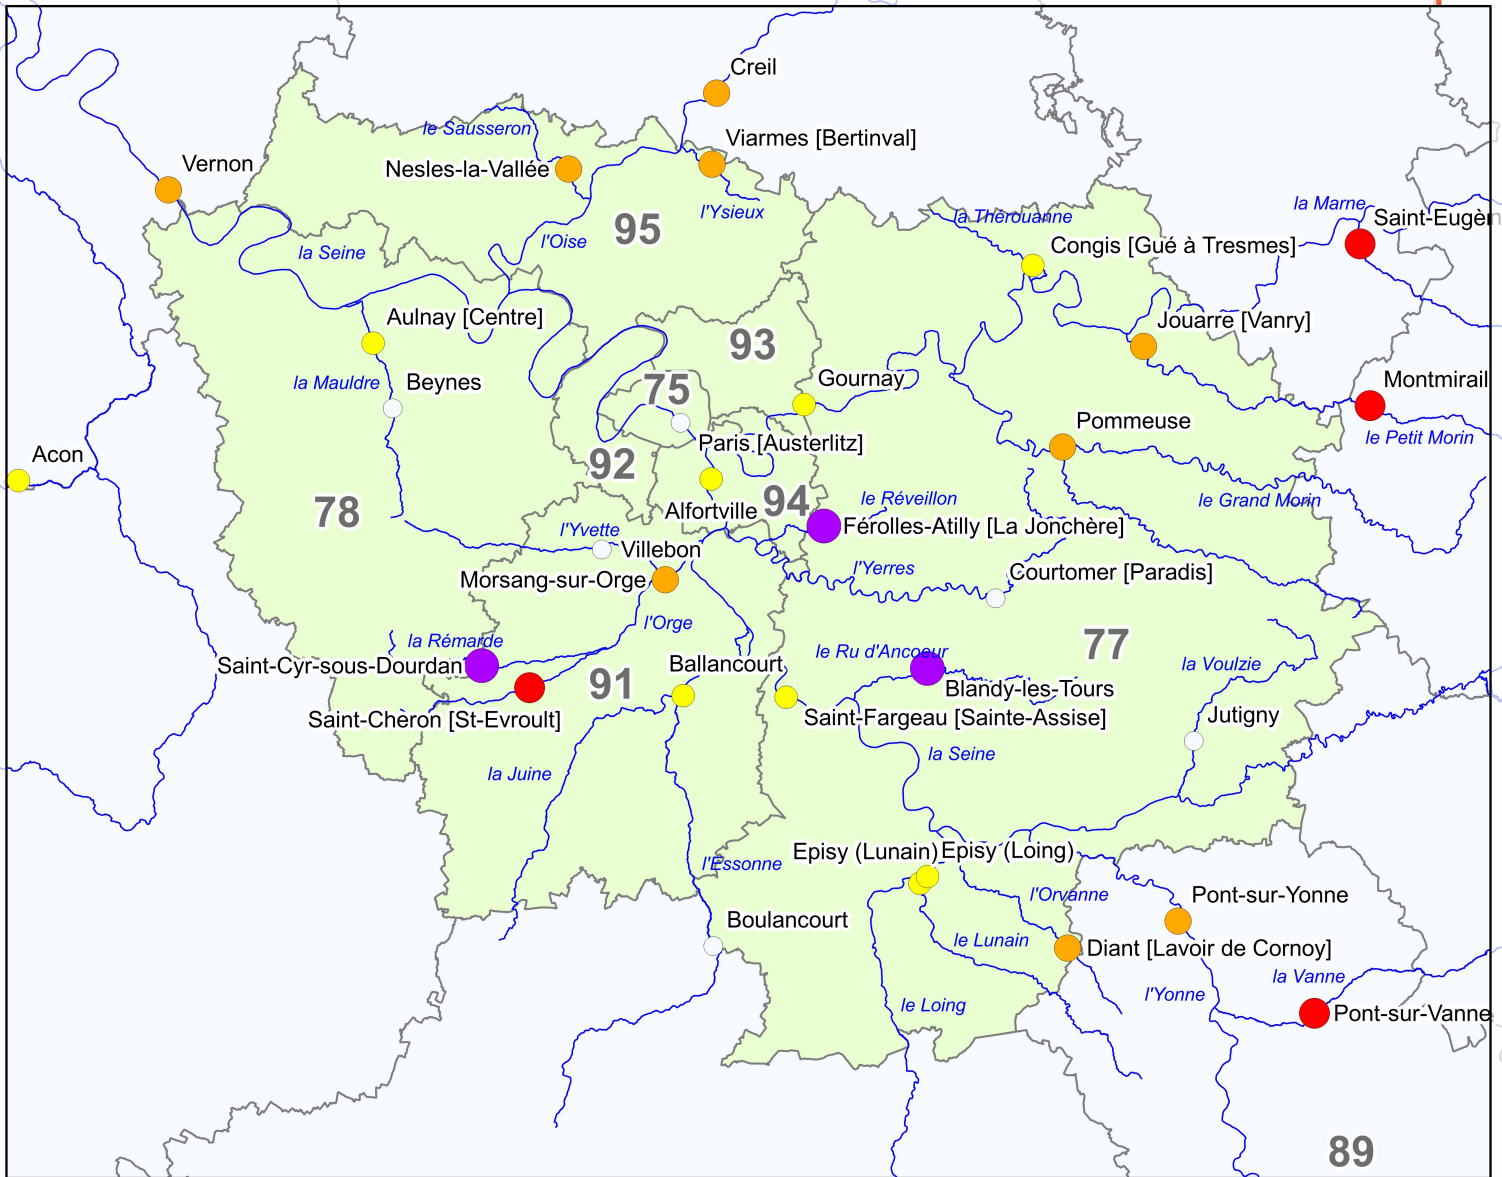 Creil
le Sausseron
Viarmes [Bertinval]
Vernon
Nesles-la-Vallée
l'Ysieux
la Thérouanne
la Marne
Saint-Eugèn
95
l'Oise
la Seine
Congis [Gué à Tresmes]
Aulnay [Centre]
Jouarre [Vanry]
93
la Mauldre
Beynes
75
Gournay
Montmirail
Pommeuse
le Petit Morin
Paris [Austerlitz]
Acon
92
78
Alfortville
94
le Réveillon
le Grand Morin
l'Yvette
Férolles-Atilly [La Jonchère]
Villebon
Morsang-sur-Orge
l'Yerres
Courtomer [Paradis]
l'Orge
la Rémarde
77
le Ru d'Ancoeur
Saint-Cyr-sous-Dourdan
Ballancourt
la Voulzie
91
Blandy-les-Tours
Saint-Chéron [St-Evroult]
Saint-Fargeau [Sainte-Assise]
Jutigny
la Seine
la Juine
l'Essonne
Episy (Lunain)
Episy (Loing)
l'Orvanne
Pont-sur-Yonne
Boulancourt
le Lunain
Diant [Lavoir de Cornoy]
la Vanne
l'Yonne
le Loing
Pont-sur-Vanne
89